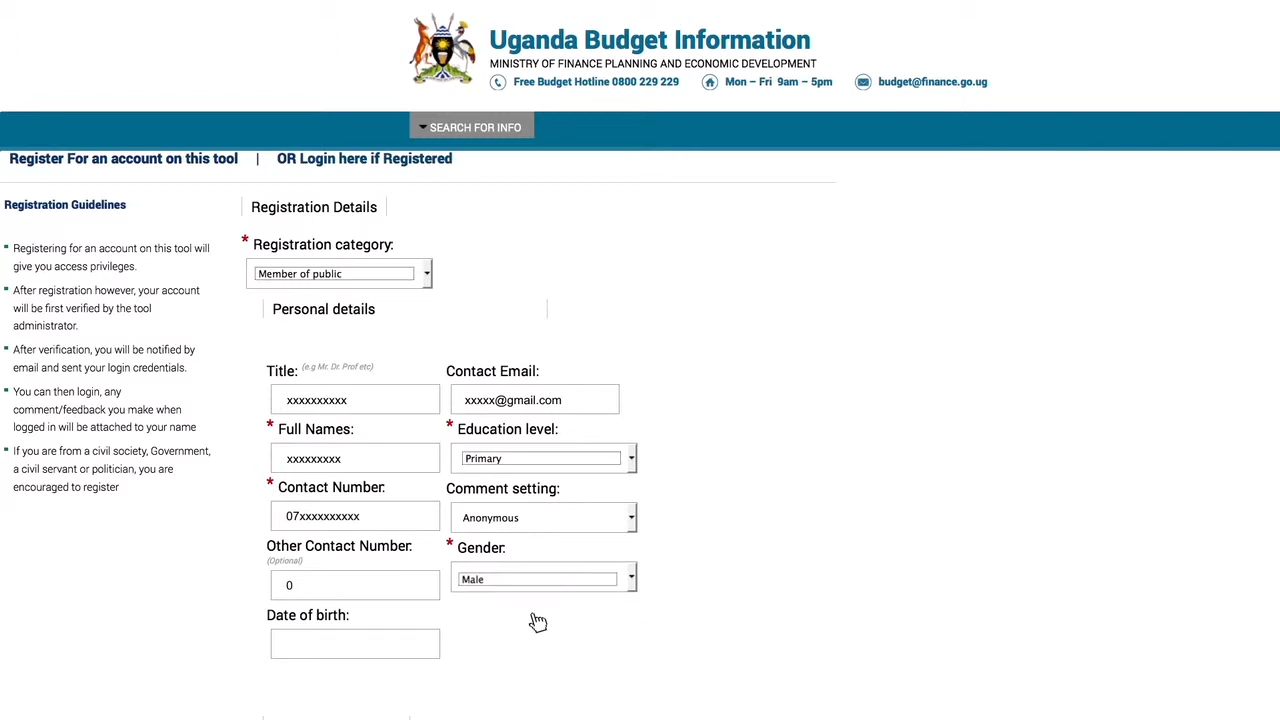 Uganda Budget Information
MINISTRY OF FINANCE PLANNING AND ECONOMIC DEVELOPMENT
Free Budget Hotline 0800 229 229
Mon – Fri 9am – 5pm
budget@finance.go.ug
SEARCH FOR INFO
Register For an account on this tool | OR Login here if Registered
Registration Guidelines
Registering for an account on this tool will
give you access privileges.
After registration however, your account
will be first verified by the tool
administrator.
After verification, you will be notified by
email and sent your login credentials.
You can then login, any
comment/feedback you make when
logged in will be attached to your name
If you are from a civil society, Government,
a civil servant or politician, you are
encouraged to register
Registration Details
* Registration category:
Member of public
Personal details
Title: (e.g Mr. Dr. Prof etc)
xxxxxxxxxx
Contact Email:
xxxxx@gmail.com
* Full Names:
xxxxxxxxx
* Education level:
Primary
* Contact Number:
07xxxxxxxxxx
Comment setting:
Anonymous
Other Contact Number:
(Optional)
0
* Gender:
Male
Date of birth: